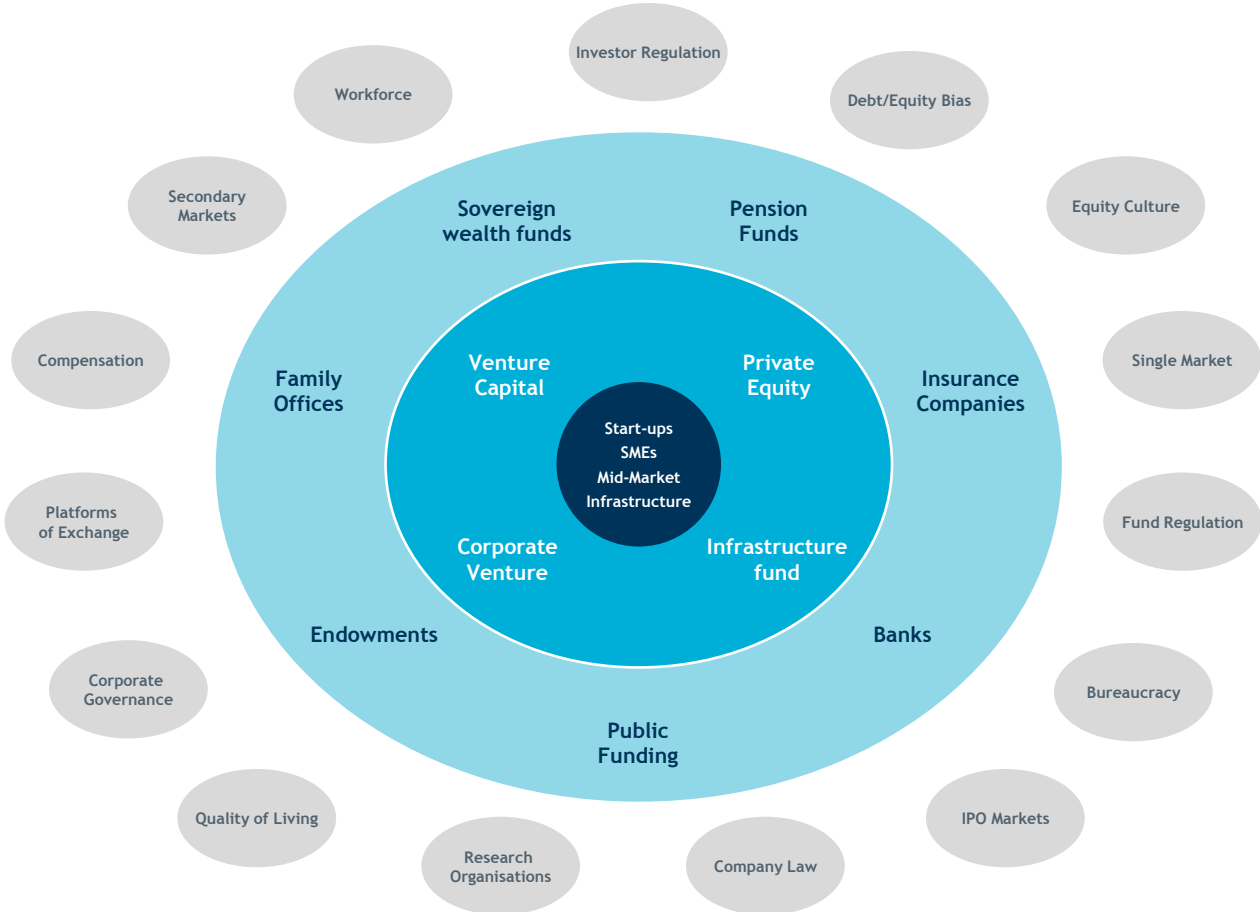 Investor Regulation
Workforce
Debt/Equity Bias
Secondary
Markets
Equity Culture
Sovereign
wealth funds
Pension
Funds
Compensation
Single Market
Family
Offices
Venture
Capital
Private
Equity
Insurance
Companies
Start-ups
SMEs
Mid-Market
Infrastructure
Platforms
of Exchange
Fund Regulation
Corporate
Venture
Infrastructure
fund
Endowments
Banks
Corporate
Governance
Bureaucracy
Public
Funding
Quality of Living
IPO Markets
Research
Organisations
Company Law